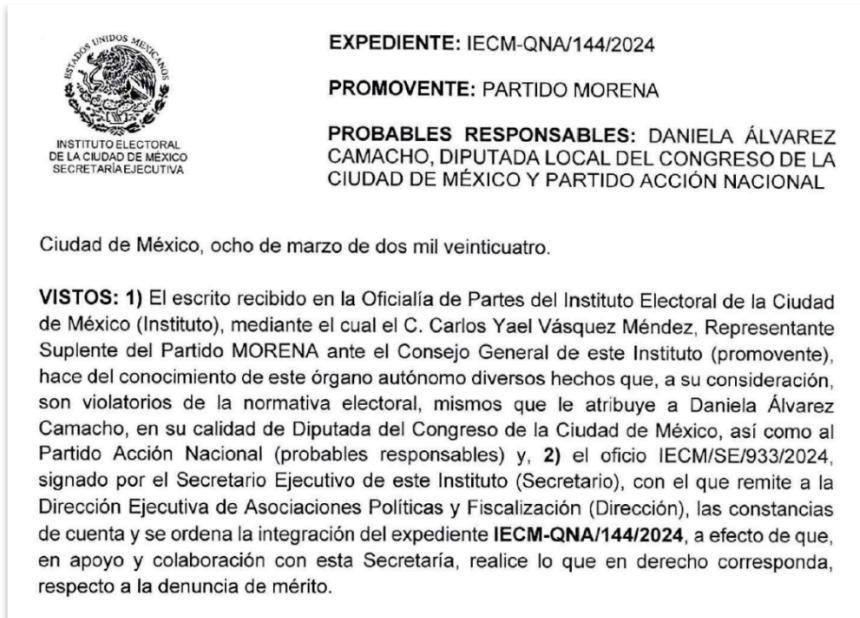 ESTADOS UNIDOS MEXICANOS
INSTITUTO ELECTORAL
DE LA CIUDAD DE MÉXICO
SECRETARÍA EJECUTIVA
EXPEDIENTE: IECM-QNA/144/2024
PROMOVENTE: PARTIDO MORENA
PROBABLES RESPONSABLES: DANIELA ÁLVAREZ
CAMACHO, DIPUTADA LOCAL DEL CONGRESO DE LA
CIUDAD DE MÉXICO Y PARTIDO ACCIÓN NACIONAL
Ciudad de México, ocho de marzo de dos mil veinticuatro.
VISTOS: 1) El escrito recibido en la Oficialía de Partes del Instituto Electoral de la Ciudad
de México (Instituto), mediante el cual el C. Carlos Yael Vásquez Méndez, Representante
Suplente del Partido MORENA ante el Consejo General de este Instituto (promovente),
hace del conocimiento de este órgano autónomo diversos hechos que, a su consideración,
son violatorios de la normativa electoral, mismos que le atribuye a Daniela Álvarez
Camacho, en su calidad de Diputada del Congreso de la Ciudad de México, así como al
Partido Acción Nacional (probables responsables) y, 2) el oficio IECM/SE/933/2024,
signado por el Secretario Ejecutivo de este Instituto (Secretario), con el que remite a la
Dirección Ejecutiva de Asociaciones Políticas y Fiscalización (Dirección), las constancias
de cuenta y se ordena la integración del expediente IECM-QNA/144/2024, a efecto de que,
en apoyo y colaboración con esta Secretaría, realice lo que en derecho corresponda,
respecto a la denuncia de mérito.